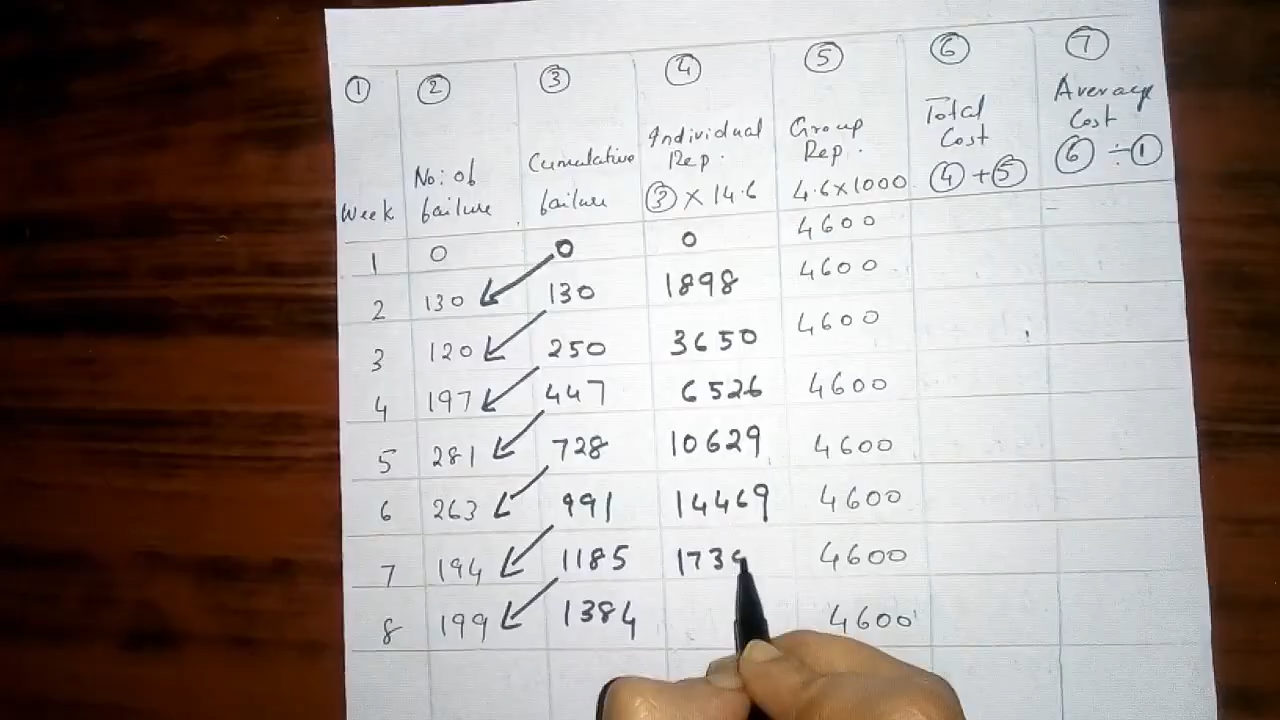 ① ② ③ ④ ⑤ ⑥ ⑦
Week
No: of
failure
Cumulative
failure
Individual
Rep.
③ × 14.6
Group
Rep.
4.6 × 1000
Total
Cost
④ + ⑤
Average
Cost
⑥ ÷ ①
1 0 0 0 4600
2 130 130 1898 4600
3 120 250 3650 4600
4 197 447 6526 4600
5 281 728 10629 4600
6 263 991 14469 4600
7 194 1185 4600
8 199 1384 4600